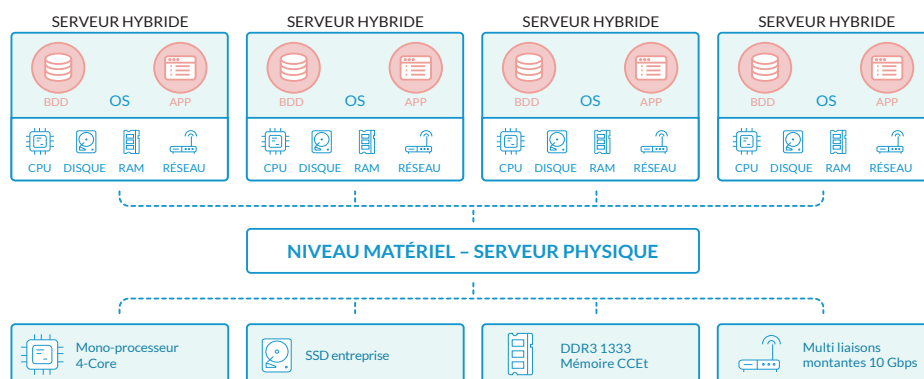 SERVEUR HYBRIDE SERVEUR HYBRIDE SERVEUR HYBRIDE SERVEUR HYBRIDE
BDD OS APP BDD OS APP BDD OS APP BDD OS APP
CPU DISQUE RAM RÉSEAU CPU DISQUE RAM RÉSEAU CPU DISQUE RAM RÉSEAU CPU DISQUE RAM RÉSEAU
NIVEAU MATÉRIEL – SERVEUR PHYSIQUE
Mono-processeur
4-Core
SSD entreprise
DDR3 1333
Mémoire CCEt
Multi liaisons
montantes 10 Gbps